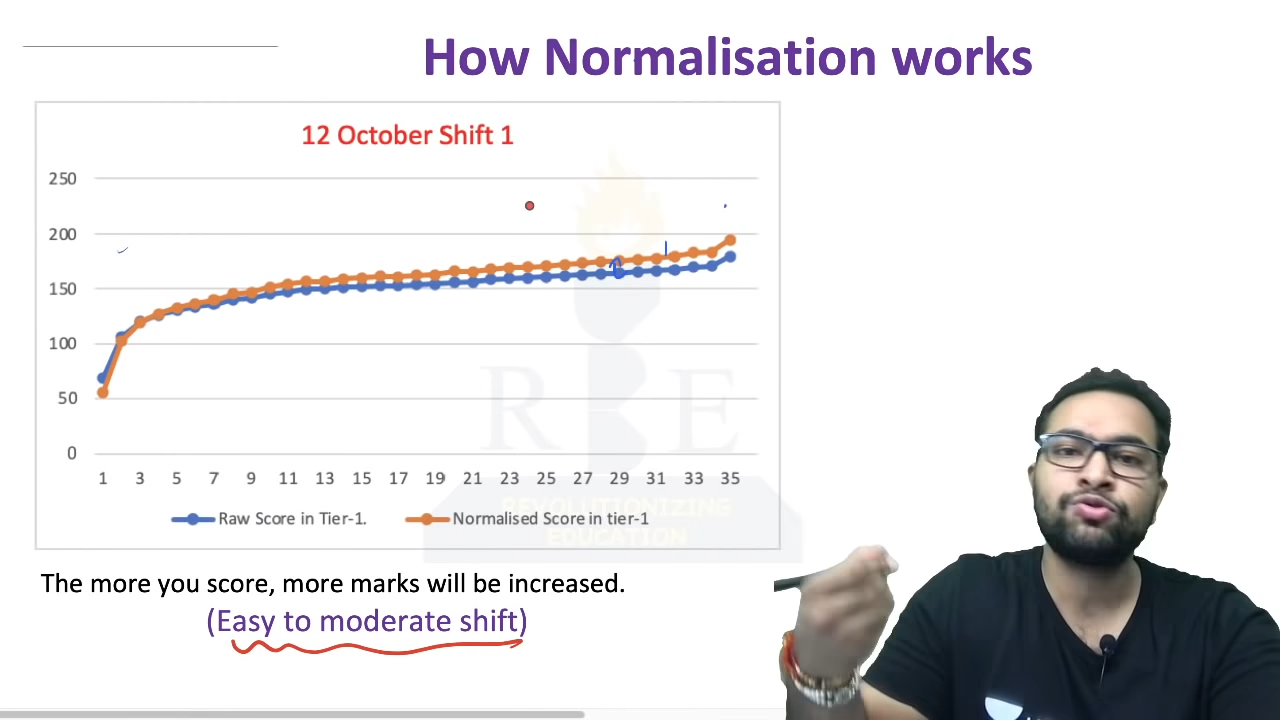 How Normalisation works
12 October Shift 1
250
200
150
100
50
0
1 3 5 7 9 11 13 15 17 19 21 23 25 27 29 31 33 35
Raw Score in Tier-1. Normalised Score in tier-1
R B E
REVOLUTIONIZING
EDUCATION
The more you score, more marks will be increased.
(Easy to moderate shift)